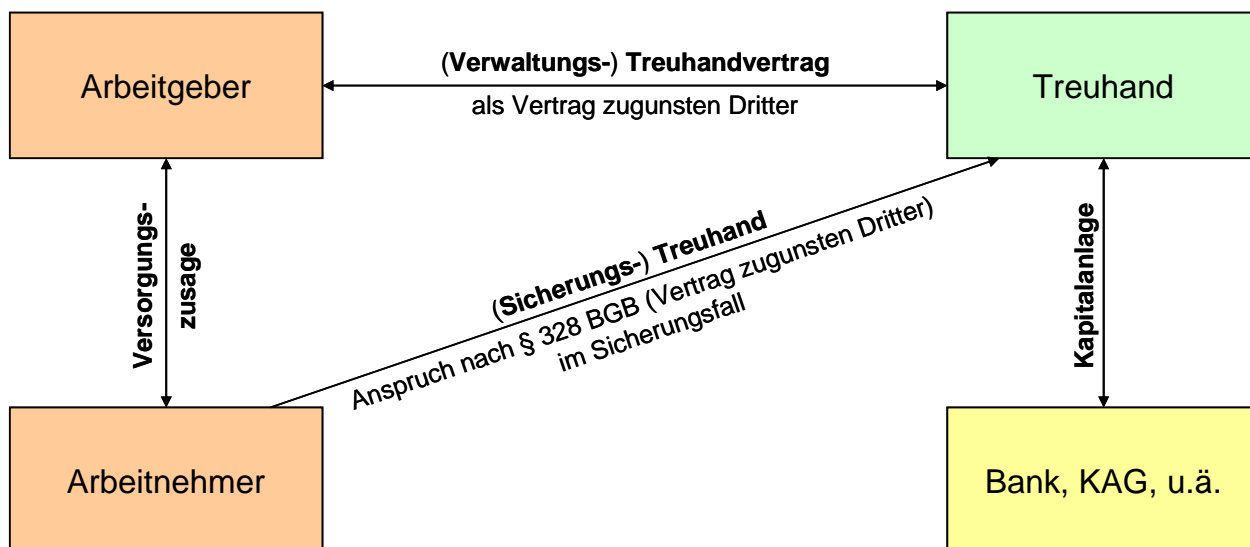 Arbeitgeber
(Verwaltungs-) Treuhandvertrag
als Vertrag zugunsten Dritter
Treuhand
Versorgungs-
zusage
(Sicherungs-) Treuhand
Anspruch nach § 328 BGB (Vertrag zugunsten Dritter)
im Sicherungsfall
Kapitalanlage
Arbeitnehmer
Bank, KAG, u.ä.